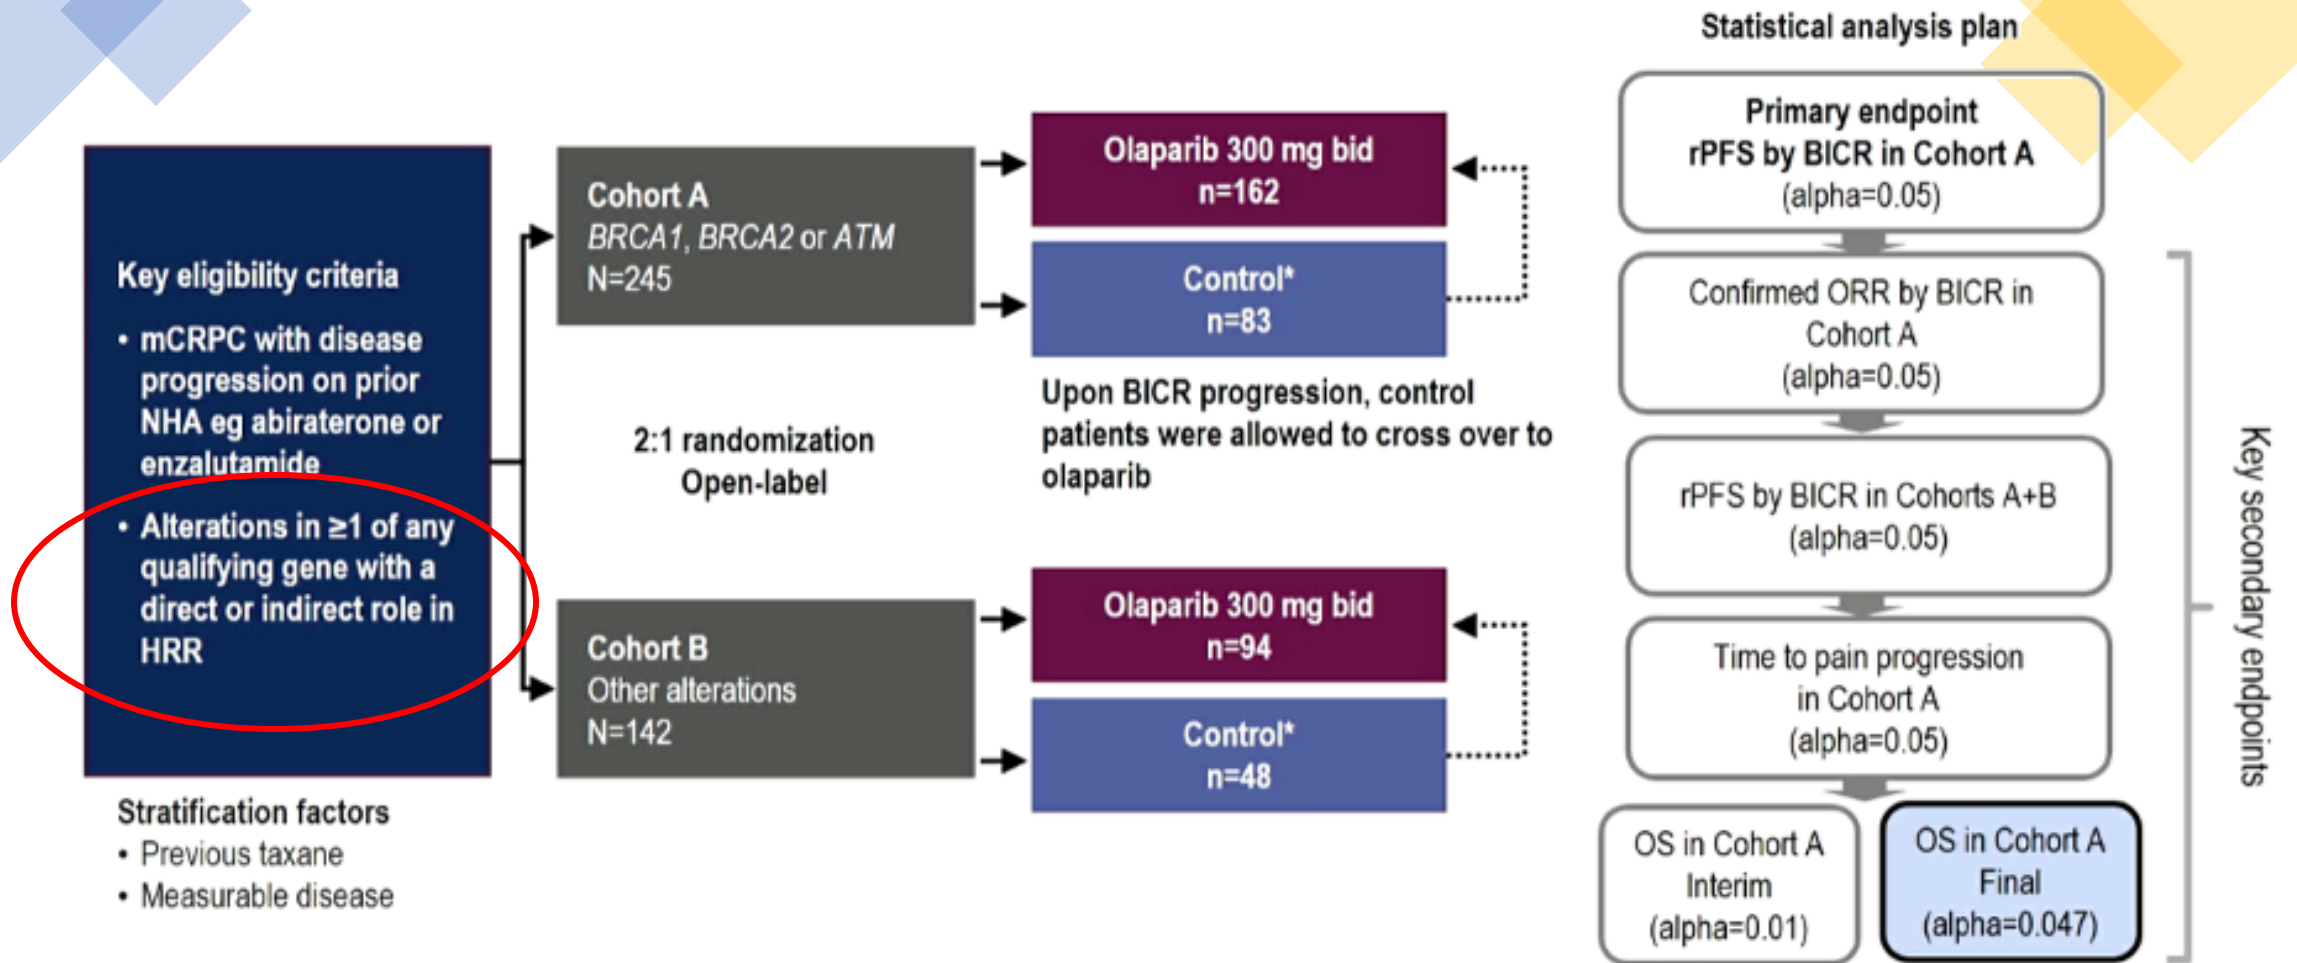 Key eligibility criteria
• mCRPC with disease
progression on prior
NHA eg abiraterone or
enzalutamide
• Alterations in ≥1 of any
qualifying gene with a
direct or indirect role in
HRR
Stratification factors
• Previous taxane
• Measurable disease
Cohort A
BRCA1, BRCA2 or ATM
N=245
2:1 randomization
Open-label
Cohort B
Other alterations
N=142
Olaparib 300 mg bid
n=162
Control*
n=83
Upon BICR progression, control
patients were allowed to cross over to
olaparib
Olaparib 300 mg bid
n=94
Control*
n=48
Statistical analysis plan
Primary endpoint
rPFS by BICR in Cohort A
(alpha=0.05)
Confirmed ORR by BICR in
Cohort A
(alpha=0.05)
rPFS by BICR in Cohorts A+B
(alpha=0.05)
Time to pain progression
in Cohort A
(alpha=0.05)
OS in Cohort A
Interim
(alpha=0.01)
OS in Cohort A
Final
(alpha=0.047)
Key secondary endpoints